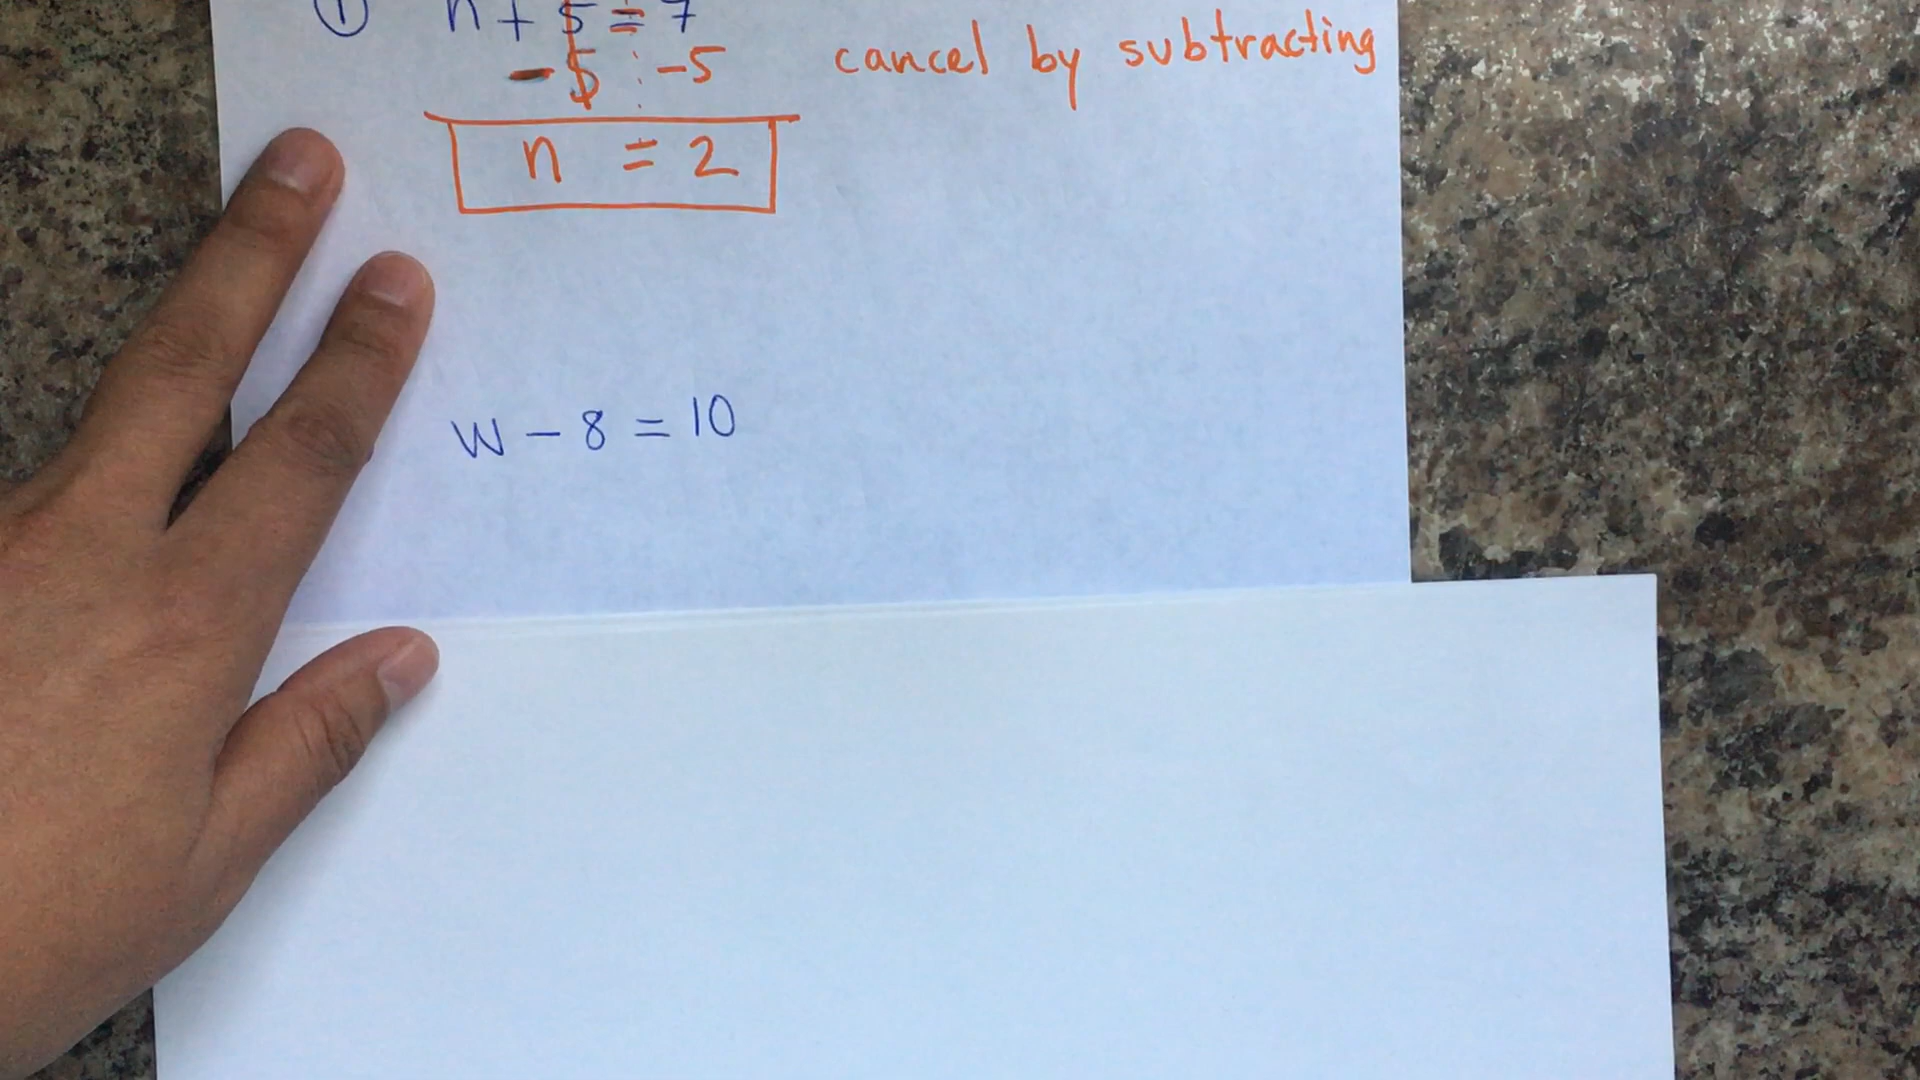 ① n + 5 = 7
- 5 -5 cancel by subtracting
n = 2
W - 8 = 10